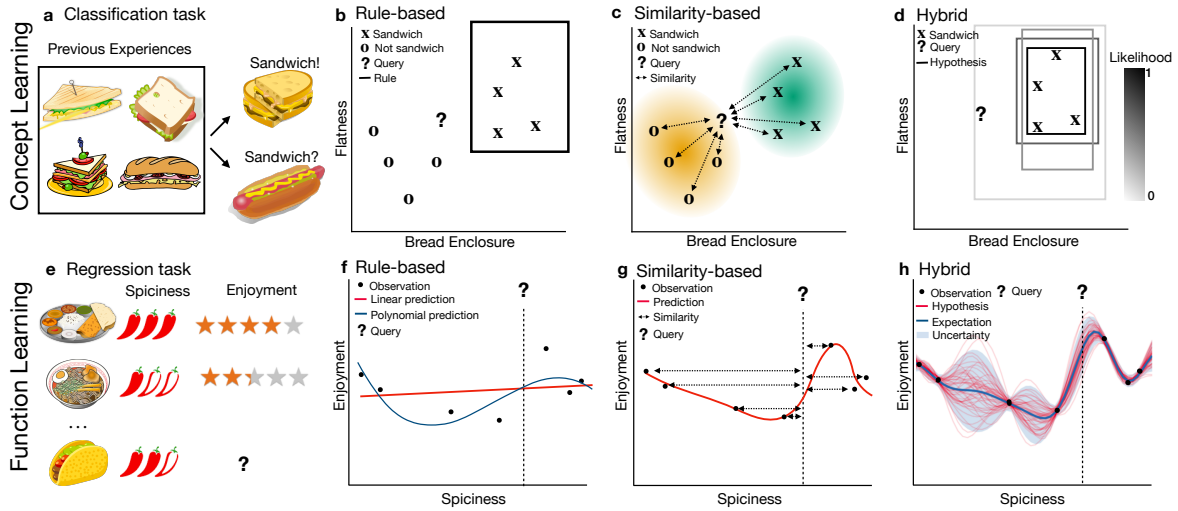 Concept Learning
a Classification task
Previous Experiences
Sandwich!
Sandwich?
b Rule-based
x Sandwich
o Not sandwich
? Query
Rule
x
x
x
x
?
o
o
o
o
Flatness
Bread Enclosure
c Similarity-based
x Sandwich
o Not sandwich
? Query
Similarity
x
x
x
x
?
o
o
o
o
Flatness
Bread Enclosure
d Hybrid
x Sandwich
? Query
Hypothesis
x
x
x
x
?
Likelihood
1
0
Flatness
Bread Enclosure
Function Learning
e Regression task
Spiciness Enjoyment
...
?
f Rule-based
Observation
Linear prediction
Polynomial prediction
? Query
?
Enjoyment
Spiciness
g Similarity-based
Observation
Prediction
Similarity
? Query
?
Enjoyment
Spiciness
h Hybrid
Observation ? Query
Hypothesis
Expectation
Uncertainty
?
Enjoyment
Spiciness